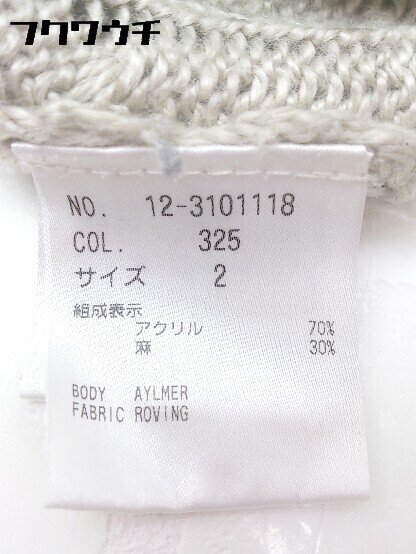 フクワウチ
NO. 12-3101118
COL. 325
サイズ 2
組成表示
アクリル 70%
麻 30%
BODY AYLMER
FABRIC ROVING